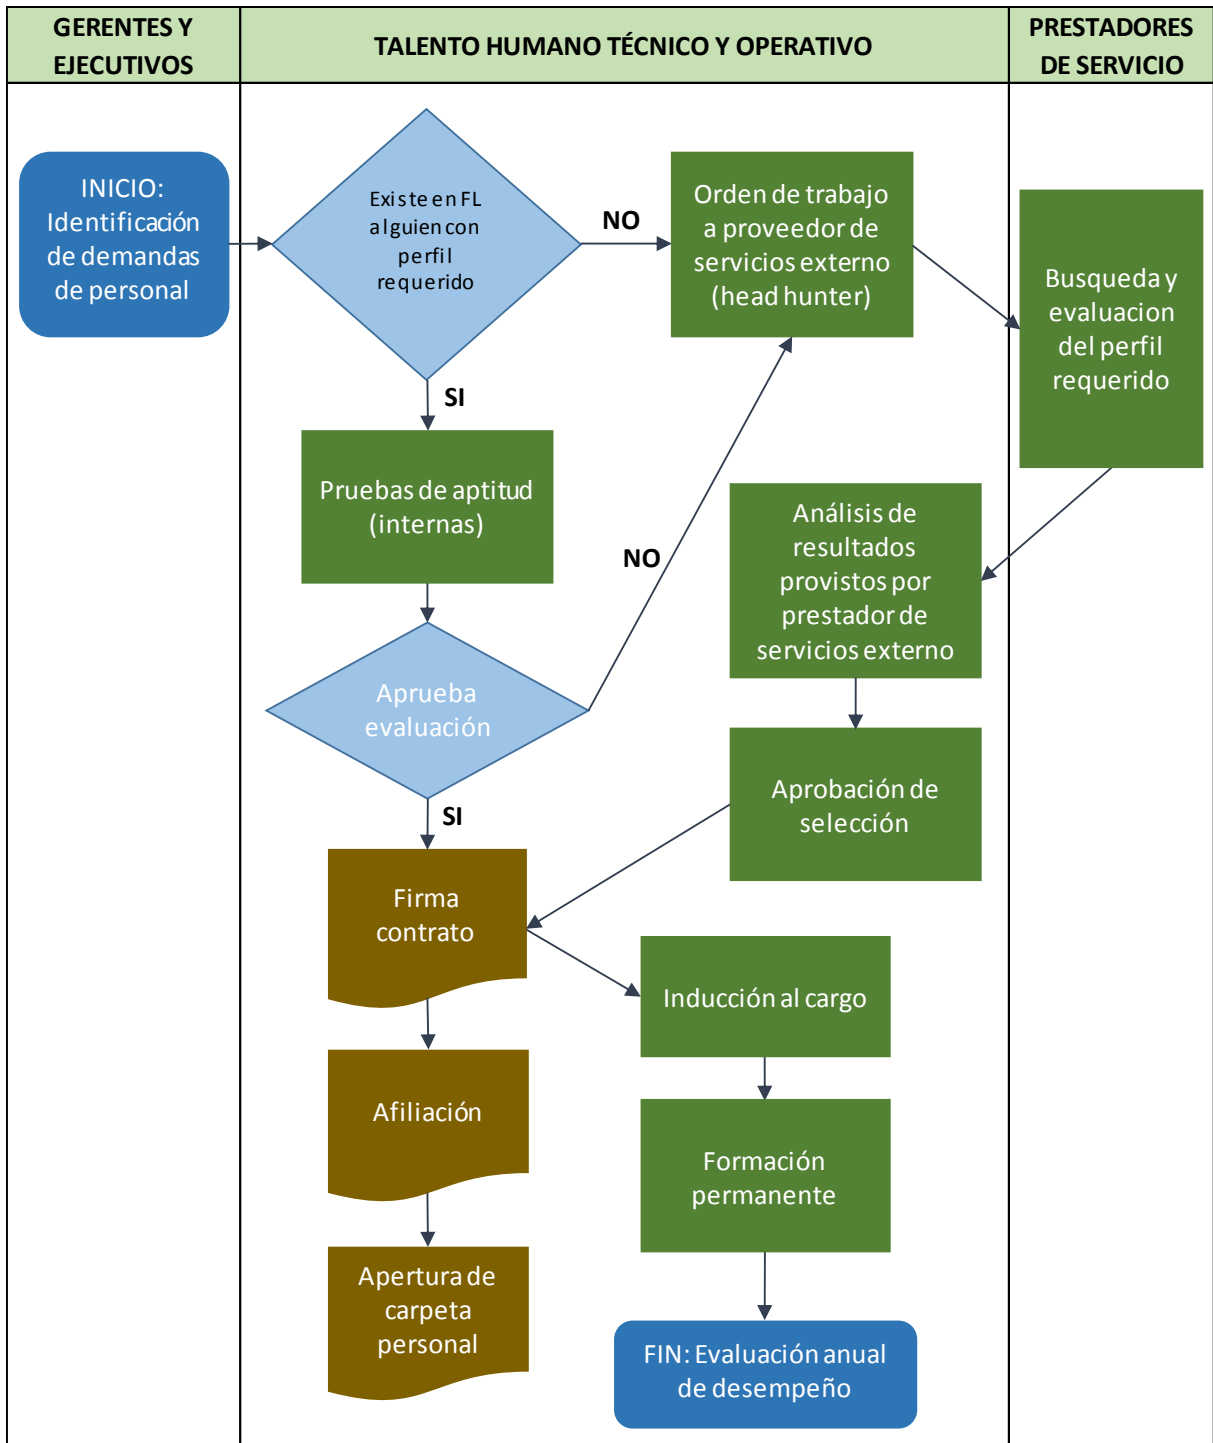 GERENTES Y
EJECUTIVOS
TALENTO HUMANO TÉCNICO Y OPERATIVO
PRESTADORES
DE SERVICIO
INICIO:
Identificación
de demandas
de personal
Existe en FL
alguien con
perfil
requerido
NO
Orden de trabajo
a proveedor de
servicios externo
(head hunter)
Busqueda y
evaluacion
del perfil
requerido
SI
Pruebas de aptitud
(internas)
NO
Análisis de
resultados
provistos por
prestador de
servicios externo
Aprueba
evaluación
Aprobación de
selección
SI
Firma
contrato
Inducción al cargo
Afiliación
Formación
permanente
Apertura de
carpeta
personal
FIN: Evaluación anual
de desempeño